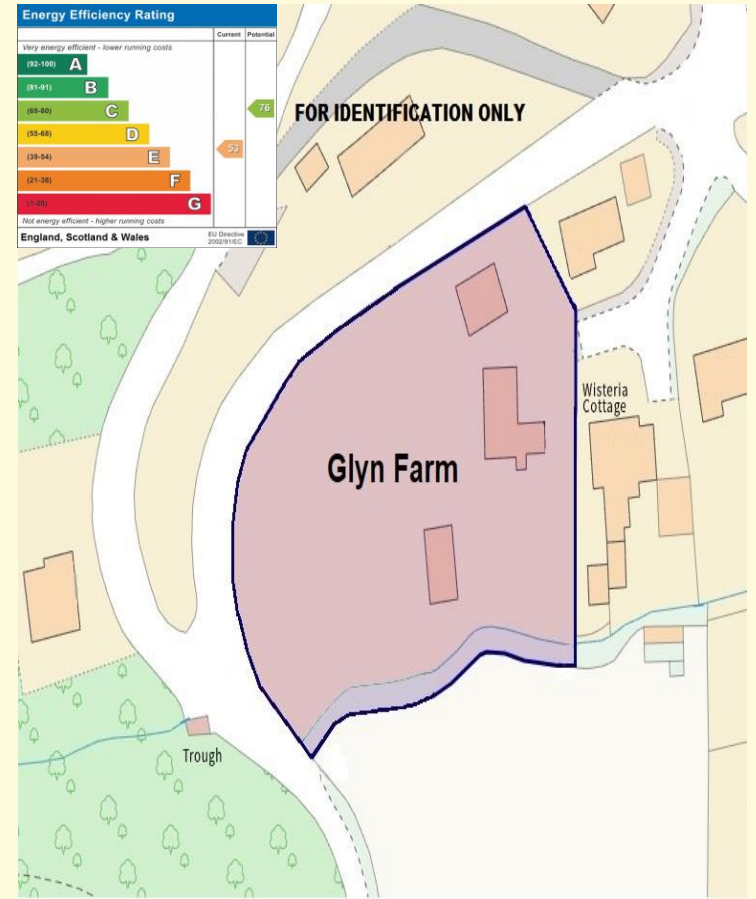 Energy Efficiency Rating
Current Potential
Very energy efficient - lower running costs
(92-100) A
(81-91) B
(69-80) C
76
(55-68) D
(39-54) E
53
(21-38) F
(1-20) G
Not energy efficient - higher running costs
England, Scotland & Wales
EU Directive
2002/91/EC
FOR IDENTIFICATION ONLY
Wisteria
Cottage
Glyn Farm
Trough